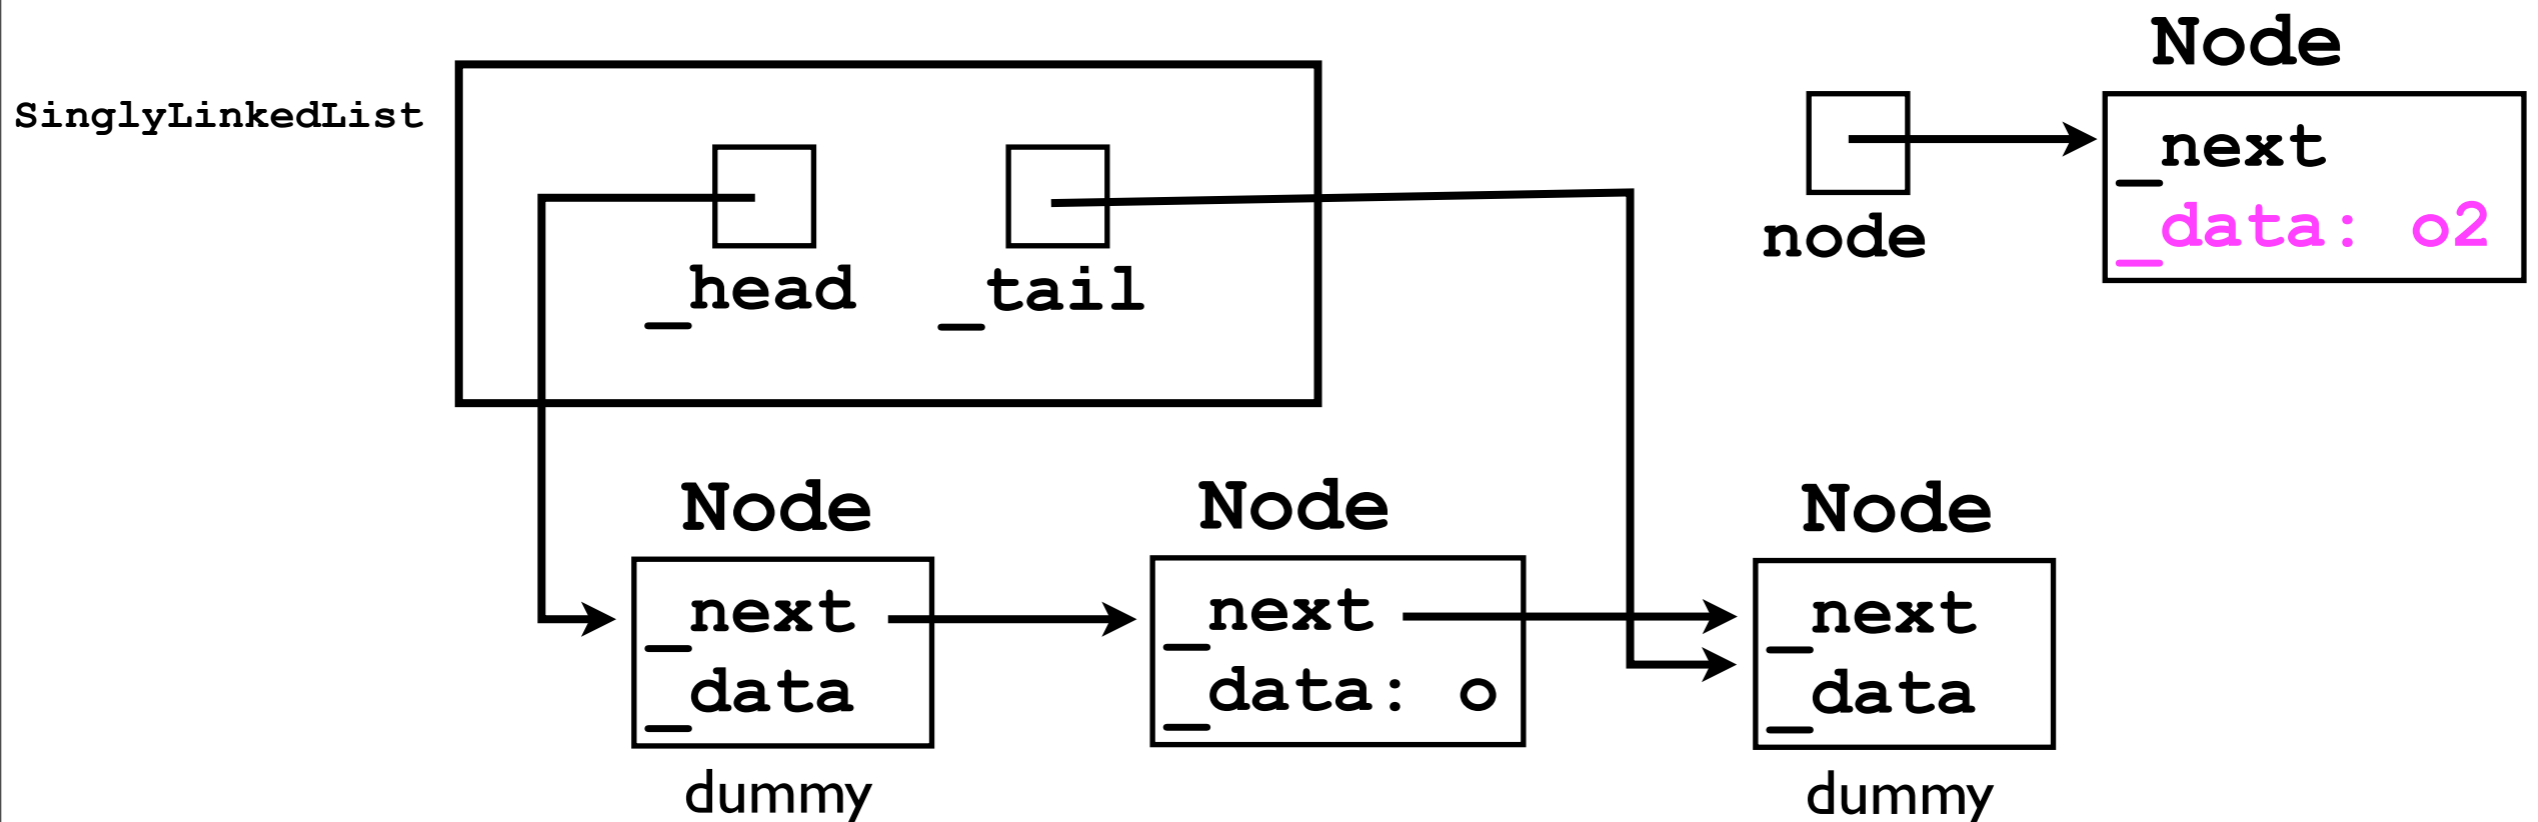 SinglyLinkedList
_head
_tail
node
Node
_next
_data: o2
Node
_next
_data
dummy
Node
_next
_data: o
Node
_next
_data
dummy